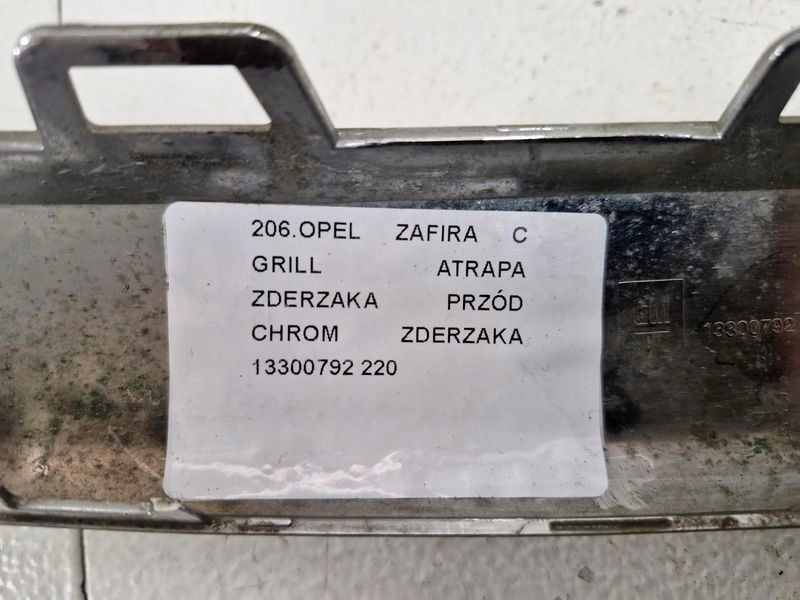 206.OPEL ZAFIRA C
GRILL ATRAPA
ZDERZAKA PRZÓD
CHROM ZDERZAKA
13300792 220
GM
13300792